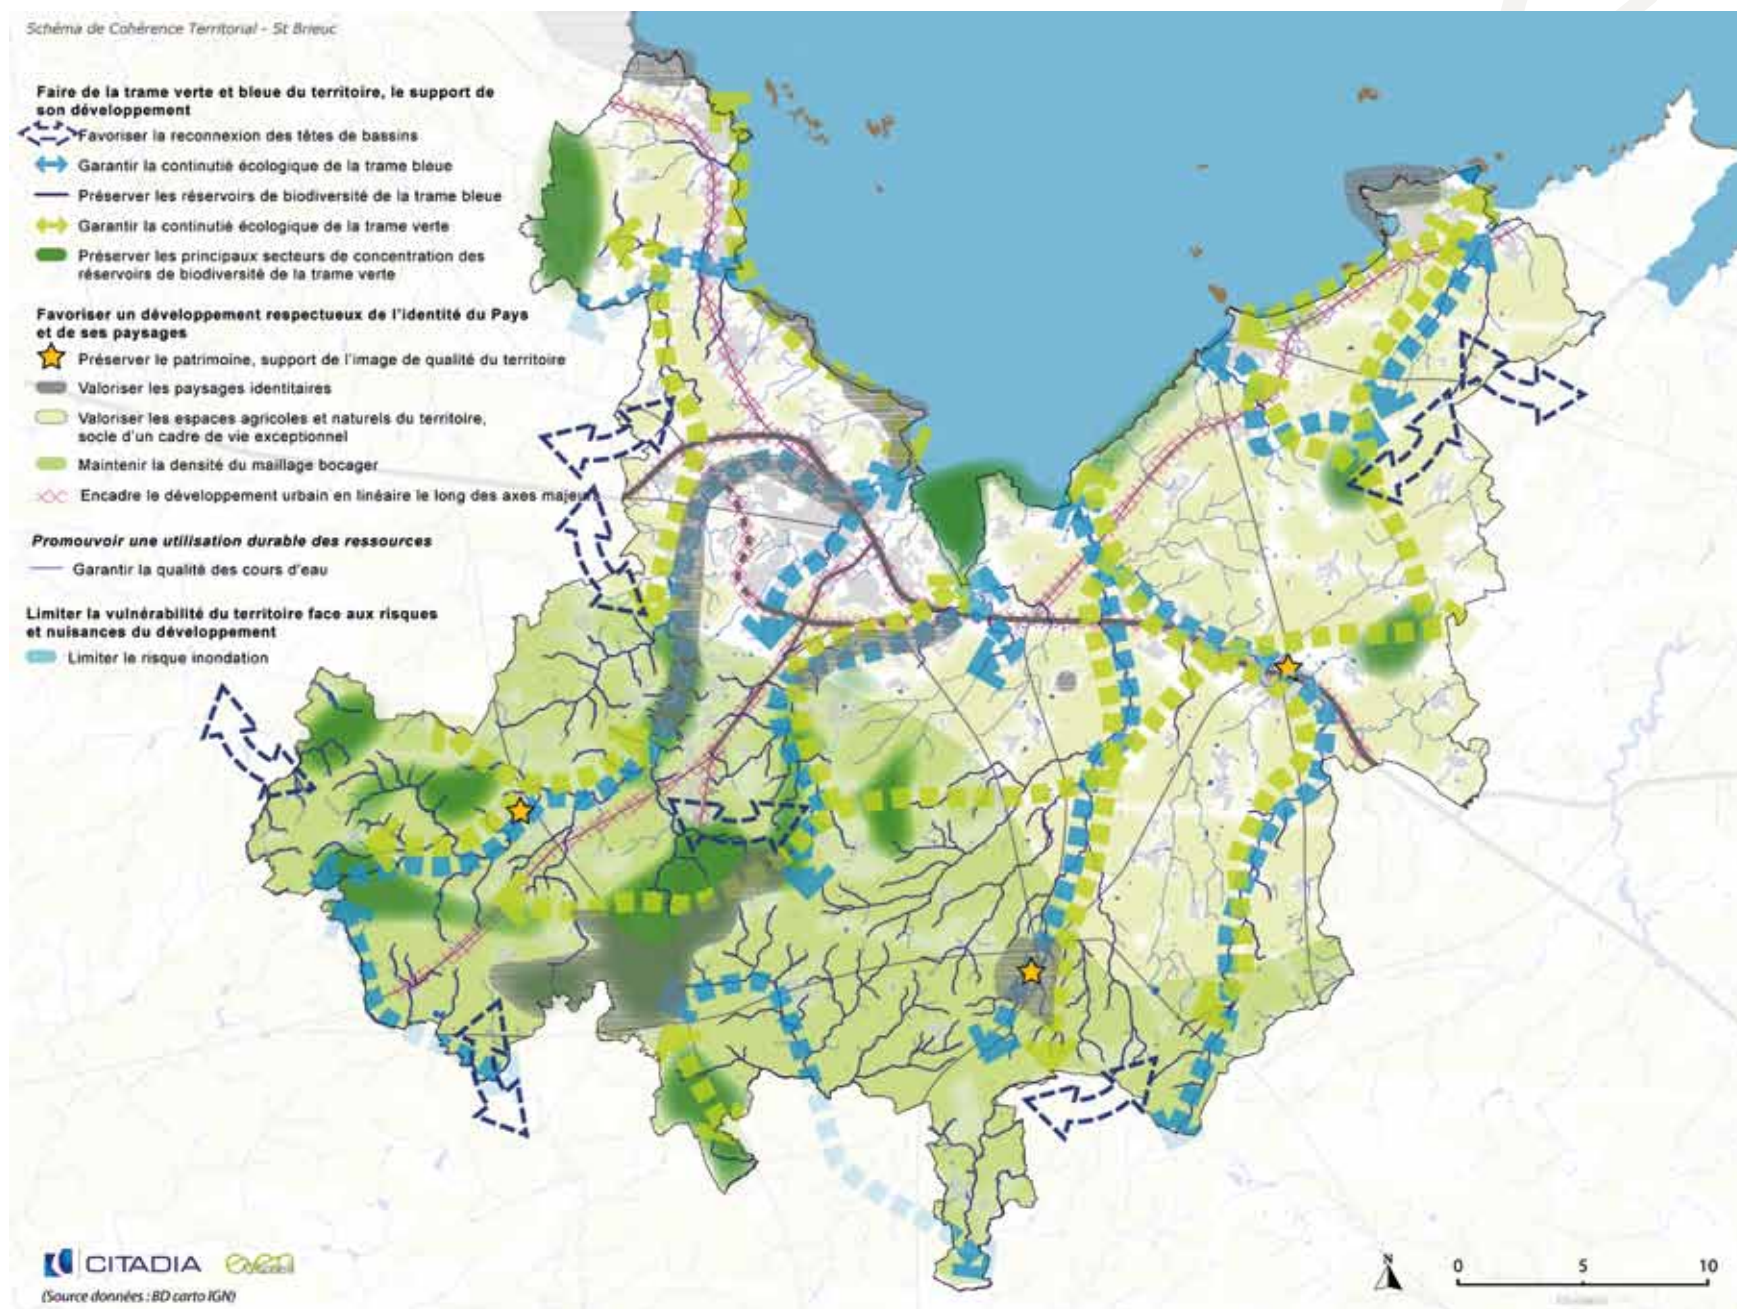 Schéma de Cohérence Territorial - St Brieuc
Faire de la trame verte et bleue du territoire, le support de
son développement
Favoriser la reconnexion des têtes de bassins
Garantir la continutié écologique de la trame bleue
Préserver les réservoirs de biodiversité de la trame bleue
Garantir la continutié écologique de la trame verte
Préserver les principaux secteurs de concentration des
réservoirs de biodiversité de la trame verte
Favoriser un développement respectueux de l'identité du Pays
et de ses paysages
Préserver le patrimoine, support de l'image de qualité du territoire
Valoriser les paysages identitaires
Valoriser les espaces agricoles et naturels du territoire,
socle d'un cadre de vie exceptionnel
Maintenir la densité du maillage bocager
Encadre le développement urbain en linéaire le long des axes majeu
Promouvoir une utilisation durable des ressources
Garantir la qualité des cours d'eau
Limiter la vulnérabilité du territoire face aux risques
et nuisances du développement
Limiter le risque inondation
CITADIA even
(Source données : BD carto IGN)
N
0 5 10